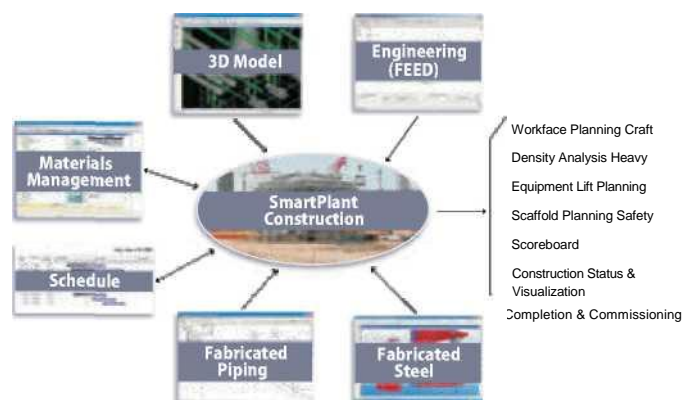 3D Model
Engineering
(FEED)
Materials
Management
SmartPlant
Construction
Schedule
Fabricated
Piping
Fabricated
Steel
Workface Planning Craft
Density Analysis Heavy
Equipment Lift Planning
Scaffold Planning Safety
Scoreboard
Construction Status &
Visualization
Completion & Commissioning